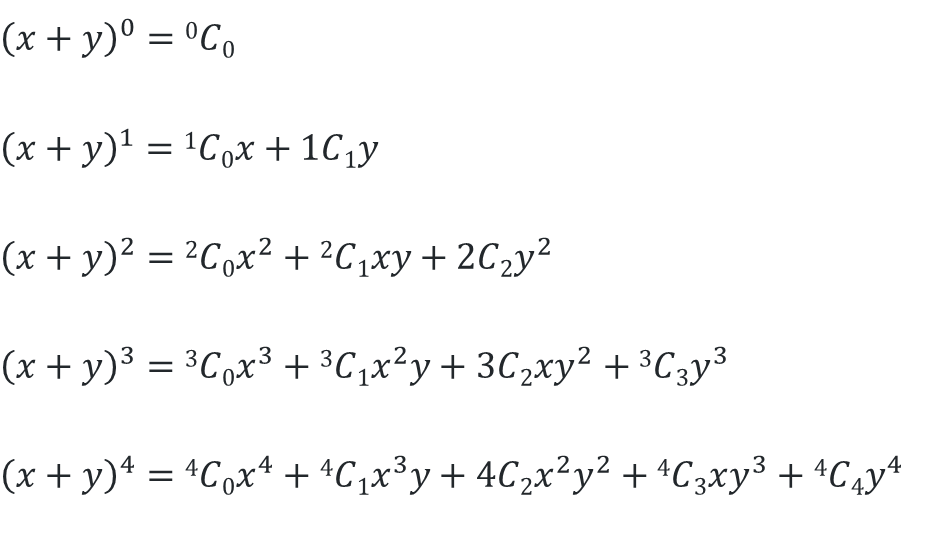 (x + y)⁰ = ⁰C₀
(x + y)¹ = ¹C₀x + 1C₁y
(x + y)² = ²C₀x² + ²C₁xy + 2C₂y²
(x + y)³ = ³C₀x³ + ³C₁x²y + 3C₂xy² + ³C₃y³
(x + y)⁴ = ⁴C₀x⁴ + ⁴C₁x³y + 4C₂x²y² + ⁴C₃xy³ + ⁴C₄y⁴